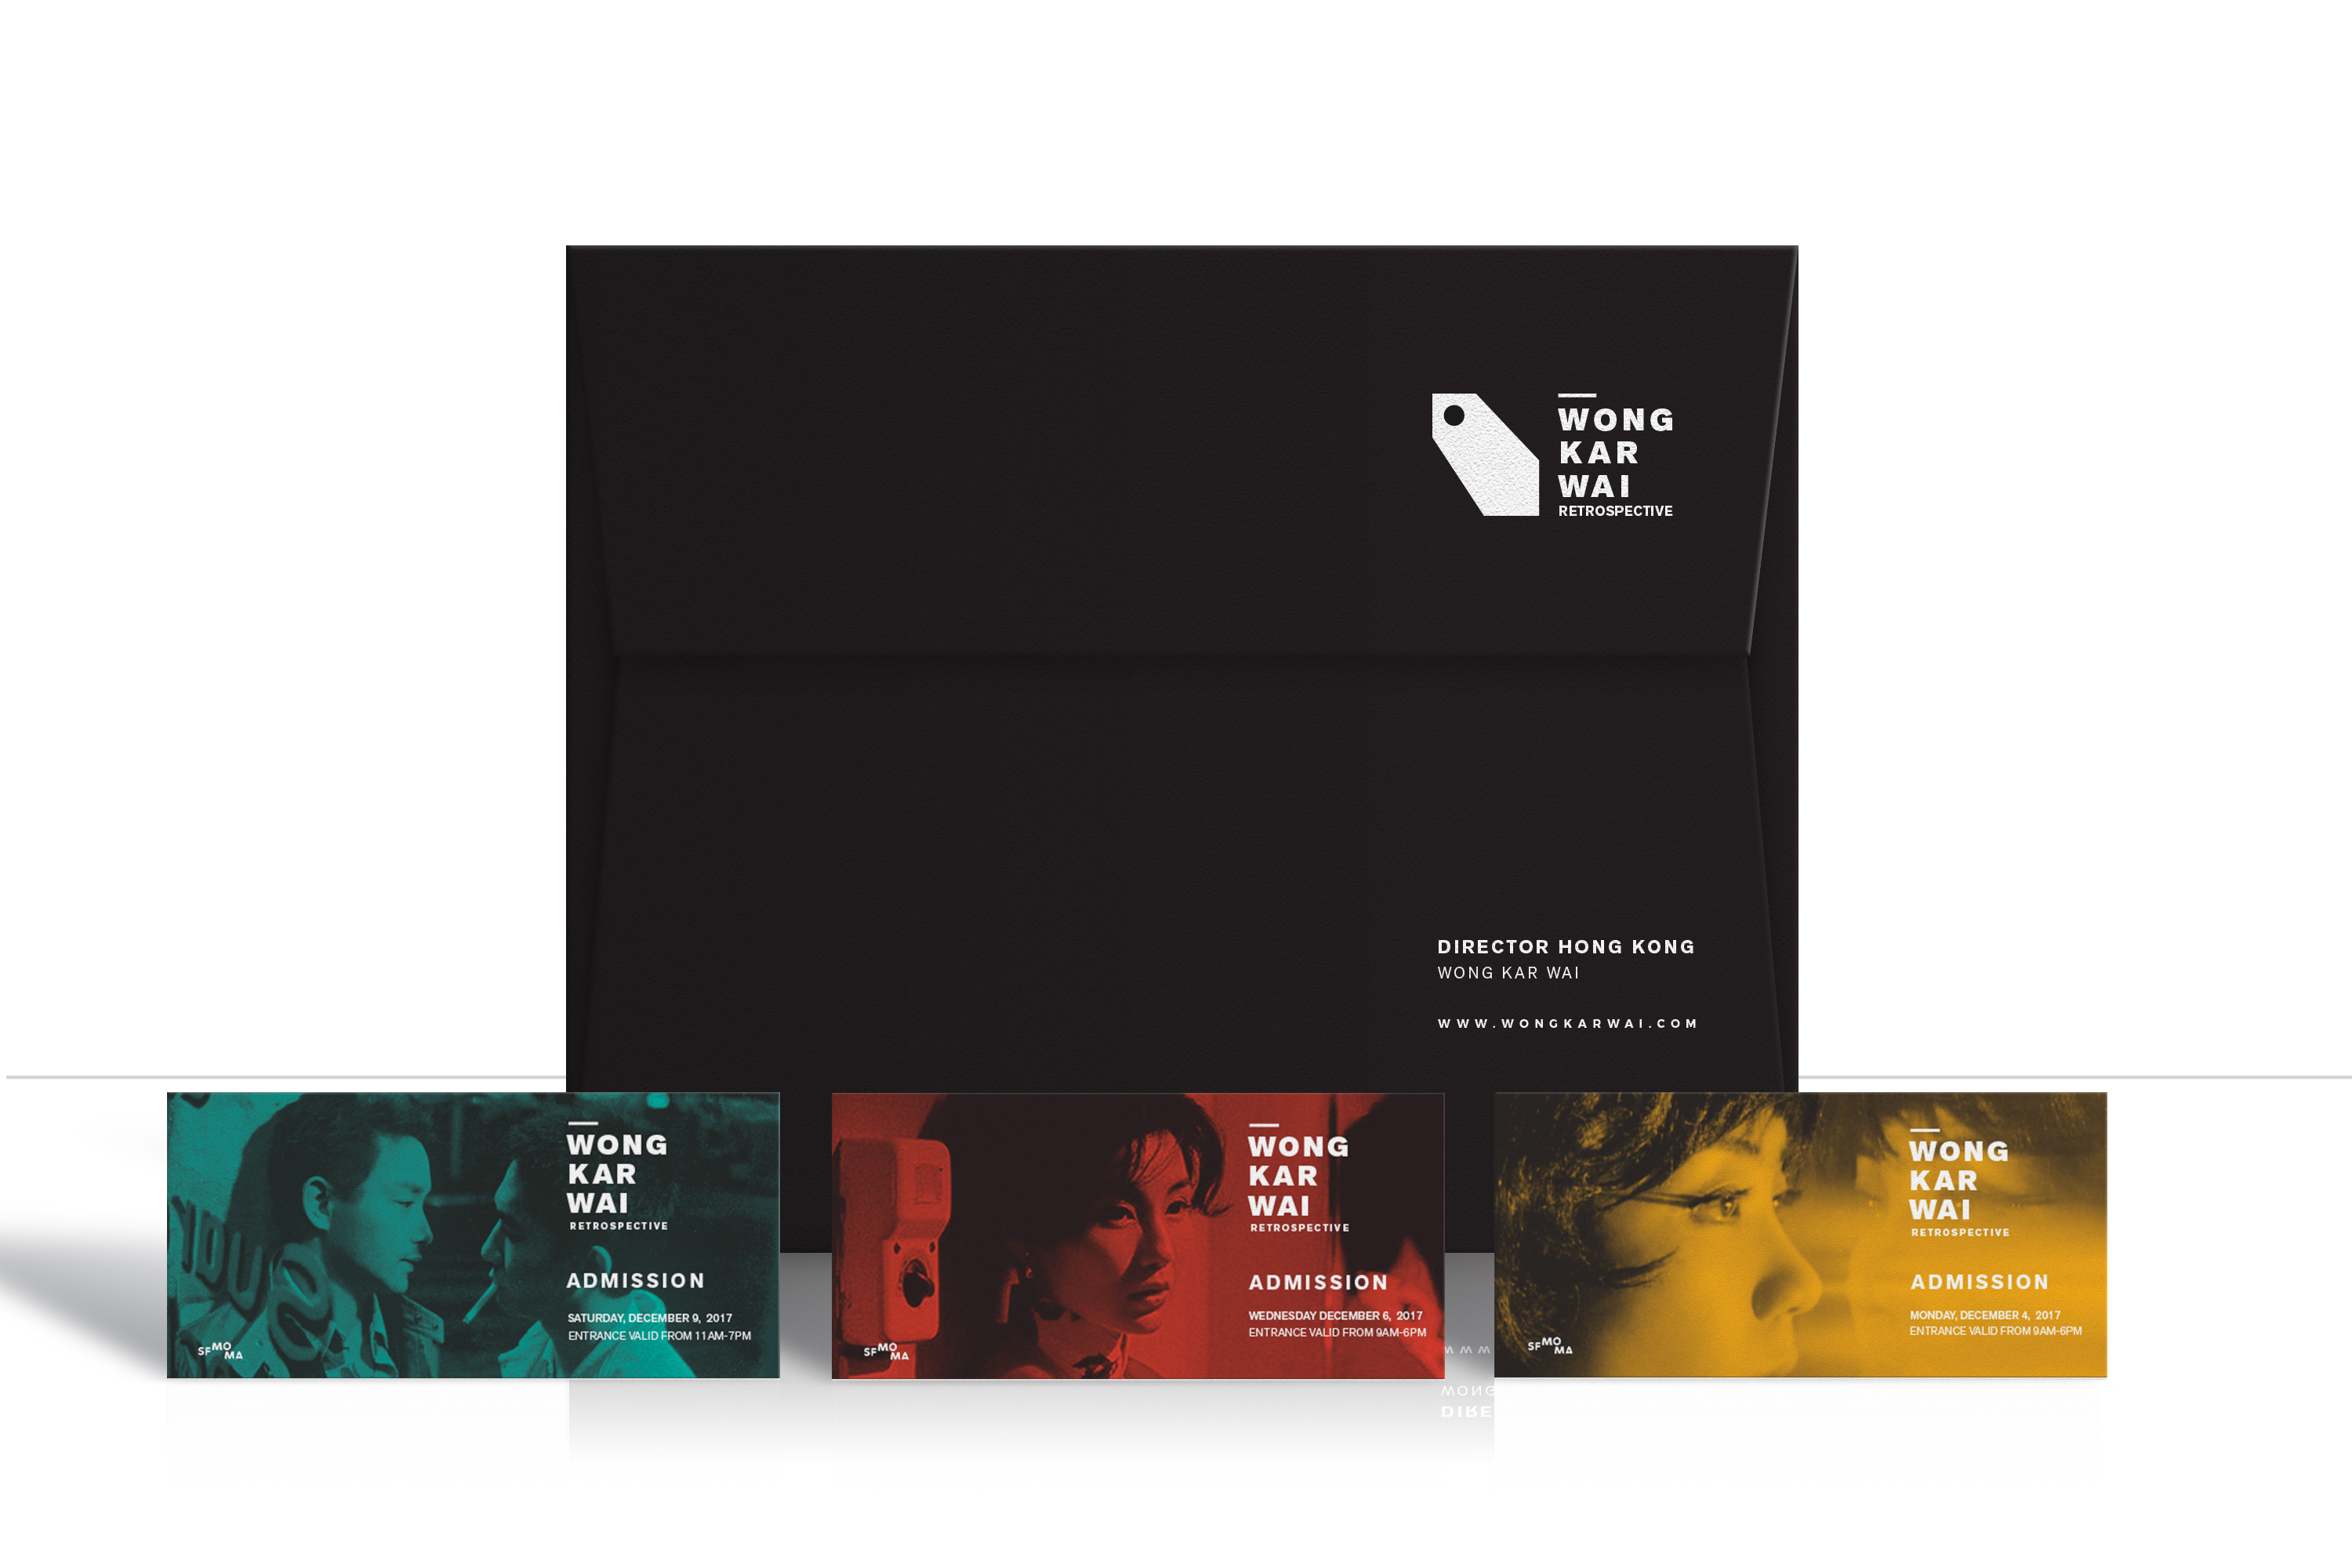 WONG
KAR
WAI
RETROSPECTIVE
DIRECTOR HONG KONG
WONG KAR WAI
WWW.WONGKARWAI.COM
WONG
KAR
WAI
RETROSPECTIVE
ADMISSION
SATURDAY, DECEMBER 9, 2017
ENTRANCE VALID FROM 11AM-7PM
SFMOMA
WONG
KAR
WAI
RETROSPECTIVE
ADMISSION
WEDNESDAY DECEMBER 6, 2017
ENTRANCE VALID FROM 9AM-6PM
SFMOMA
WONG
KAR
WAI
RETROSPECTIVE
ADMISSION
MONDAY, DECEMBER 4, 2017
ENTRANCE VALID FROM 9AM-6PM
SFMOMA